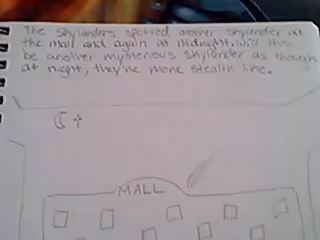 The Skylanders spotted another skylander at
the mall and again at midnight. Will this
be another mysterious skylander as though
at night, they're more stealth like.
MALL